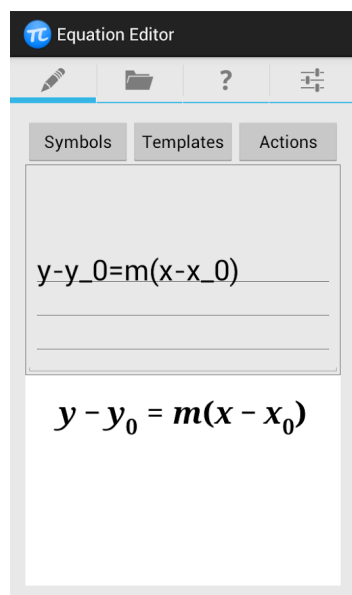 Equation Editor
?
Symbols Templates Actions
y-y_0=m(x-x_0)
y − y₀ = m(x − x₀)